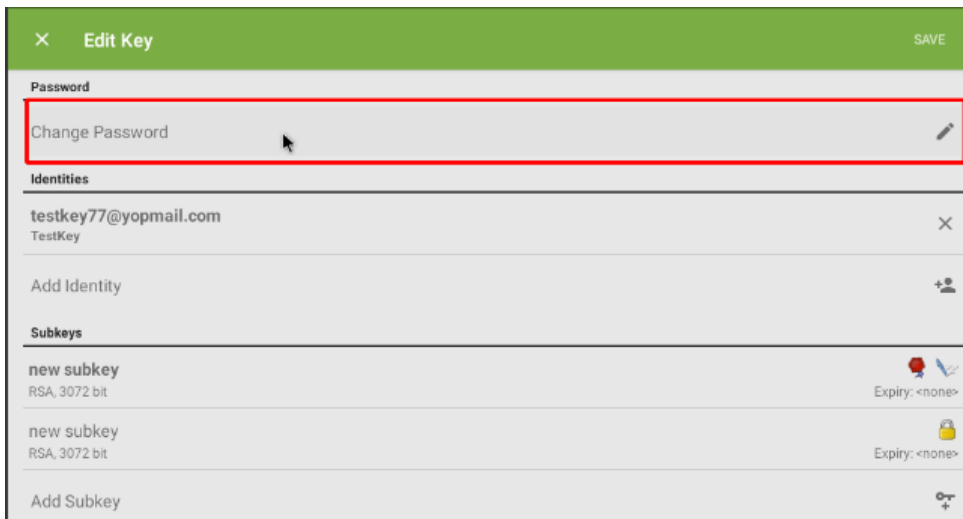 Edit Key
SAVE
Password
Change Password
Identities
testkey77@yopmail.com
TestKey
Add Identity
Subkeys
new subkey
RSA, 3072 bit
Expiry: <none>
new subkey
RSA, 3072 bit
Expiry: <none>
Add Subkey